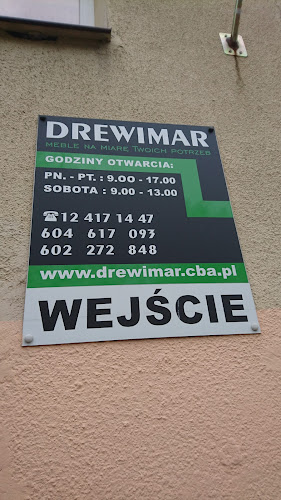 DREWIMAR
MEBLE NA MIARĘ TWOICH POTRZEB
GODZINY OTWARCIA:
PN. - PT. : 9.00 - 17.00
SOBOTA : 9.00 - 13.00
☎12 417 14 47
604 617 093
602 272 848
www.drewimar.cba.pl
WEJŚCIE